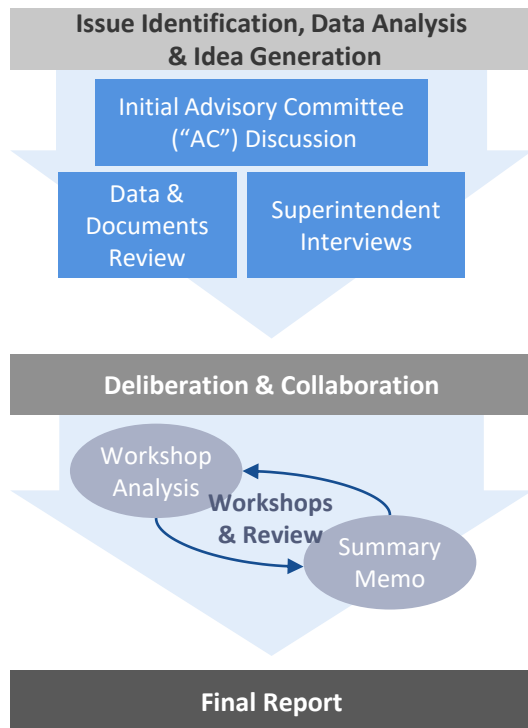 Issue Identification, Data Analysis
& Idea Generation
Initial Advisory Committee
(“AC”) Discussion
Data &
Documents
Review
Superintendent
Interviews
Deliberation & Collaboration
Workshop
Analysis
Workshops
& Review
Summary
Memo
Final Report